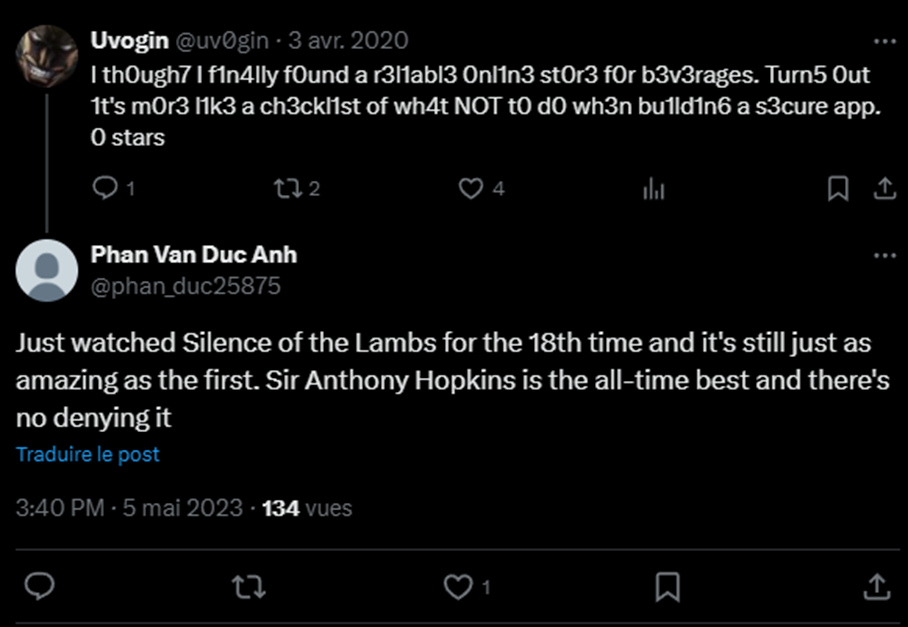 Uvogin @uv0gin · 3 avr. 2020
I th0ugh7 I f1n4lly f0und a r3l1abl3 0nl1n3 st0r3 f0r b3v3rages. Turn5 0ut
1t's m0r3 l1k3 a ch3ckl1st of wh4t NOT t0 d0 wh3n bu1ld1n6 a s3cure app.
0 stars
1 2 4
Phan Van Duc Anh
@phan_duc25875
Just watched Silence of the Lambs for the 18th time and it's still just as
amazing as the first. Sir Anthony Hopkins is the all-time best and there's
no denying it
Traduire le post
3:40 PM · 5 mai 2023 · 134 vues
1